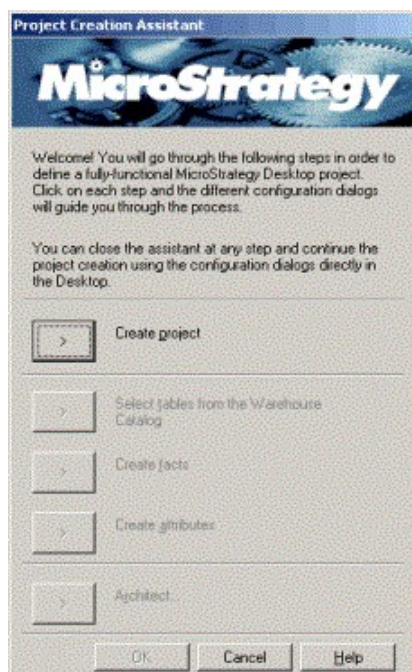 Project Creation Assistant
MicroStrategy
Welcome! You will go through the following steps in order to
define a fully-functional MicroStrategy Desktop project.
Click on each step and the different configuration dialogs
will guide you through the process.
You can close the assistant at any step and continue the
project creation using the configuration dialogs directly in
the Desktop.
> Create project
> Select tables from the Warehouse
Catalog
> Create facts
> Create attributes
> Architect...
OK Cancel Help